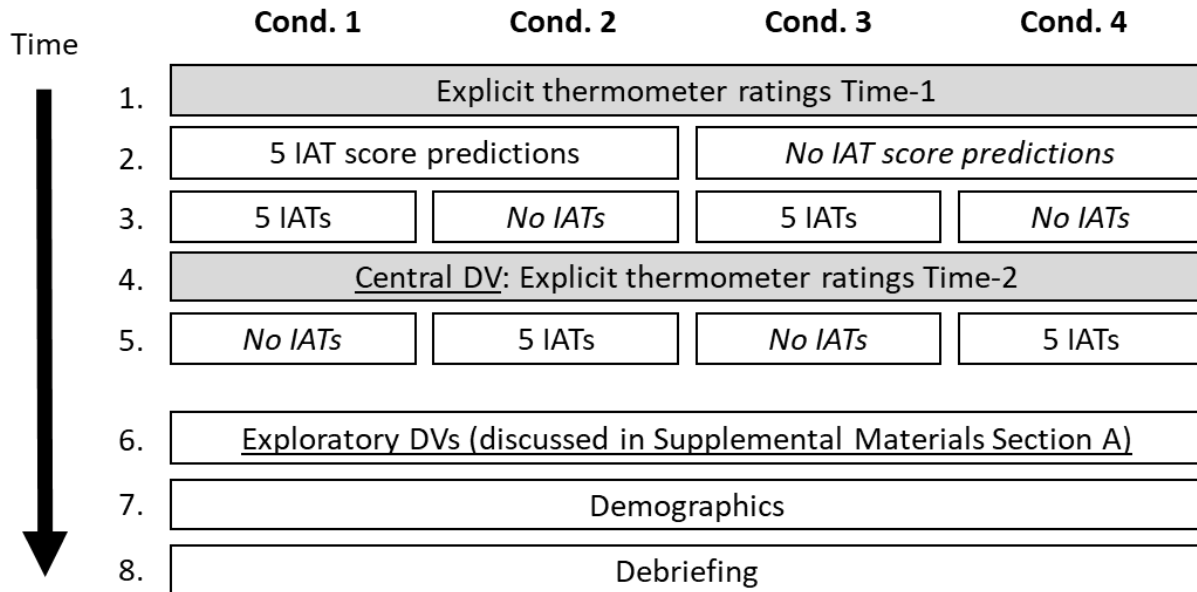 Cond. 1 Cond. 2 Cond. 3 Cond. 4
Time
1. Explicit thermometer ratings Time-1
2. 5 IAT score predictions No IAT score predictions
3. 5 IATs No IATs 5 IATs No IATs
4. Central DV: Explicit thermometer ratings Time-2
5. No IATs 5 IATs No IATs 5 IATs
6. Exploratory DVs (discussed in Supplemental Materials Section A)
7. Demographics
8. Debriefing